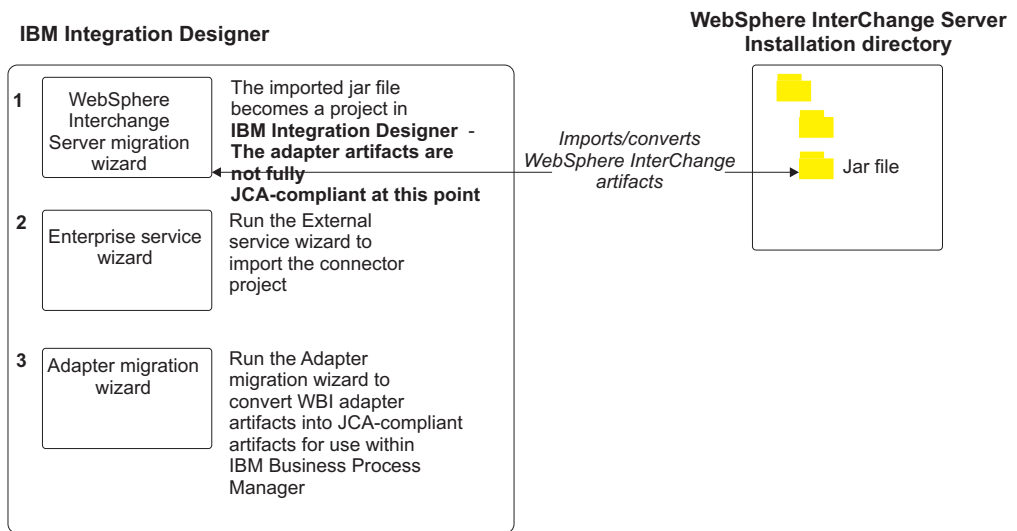 IBM Integration Designer
WebSphere InterChange Server
Installation directory
1
WebSphere
Interchange
Server migration
wizard
The imported jar file
becomes a project in
IBM Integration Designer -
The adapter artifacts are
not fully
JCA-compliant at this point
Imports/converts
WebSphere InterChange
artifacts
Jar file
2
Enterprise service
wizard
Run the External
service wizard to
import the connector
project
3
Adapter migration
wizard
Run the Adapter
migration wizard to
convert WBI adapter
artifacts into JCA-compliant
artifacts for use within
IBM Business Process
Manager